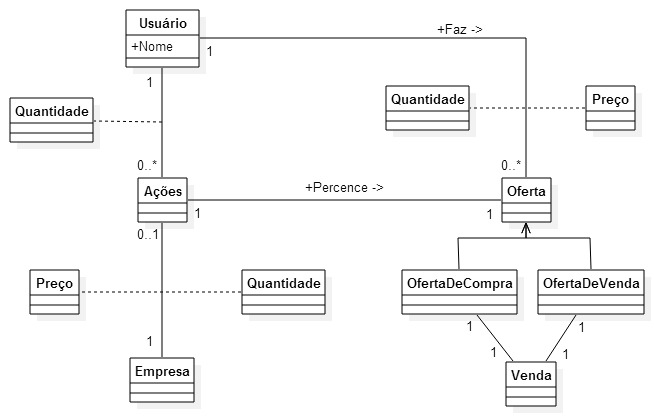 Usuário
+Nome
+Faz ->
1
1
Quantidade
Quantidade
Preço
0..*
0..*
Ações
+Percence ->
Oferta
1
1
0..1
Preço
Quantidade
OfertaDeCompra
OfertaDeVenda
1
1
1
1
1
Empresa
Venda